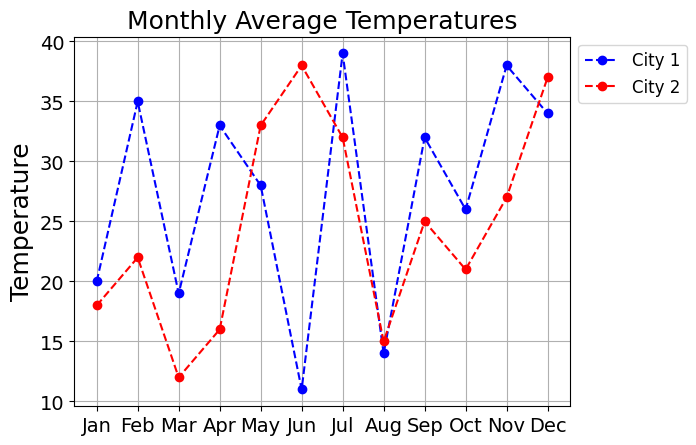 Monthly Average Temperatures
40
35
30
25
20
15
10
Temperature
Jan Feb Mar Apr May Jun Jul Aug Sep Oct Nov Dec
City 1
City 2